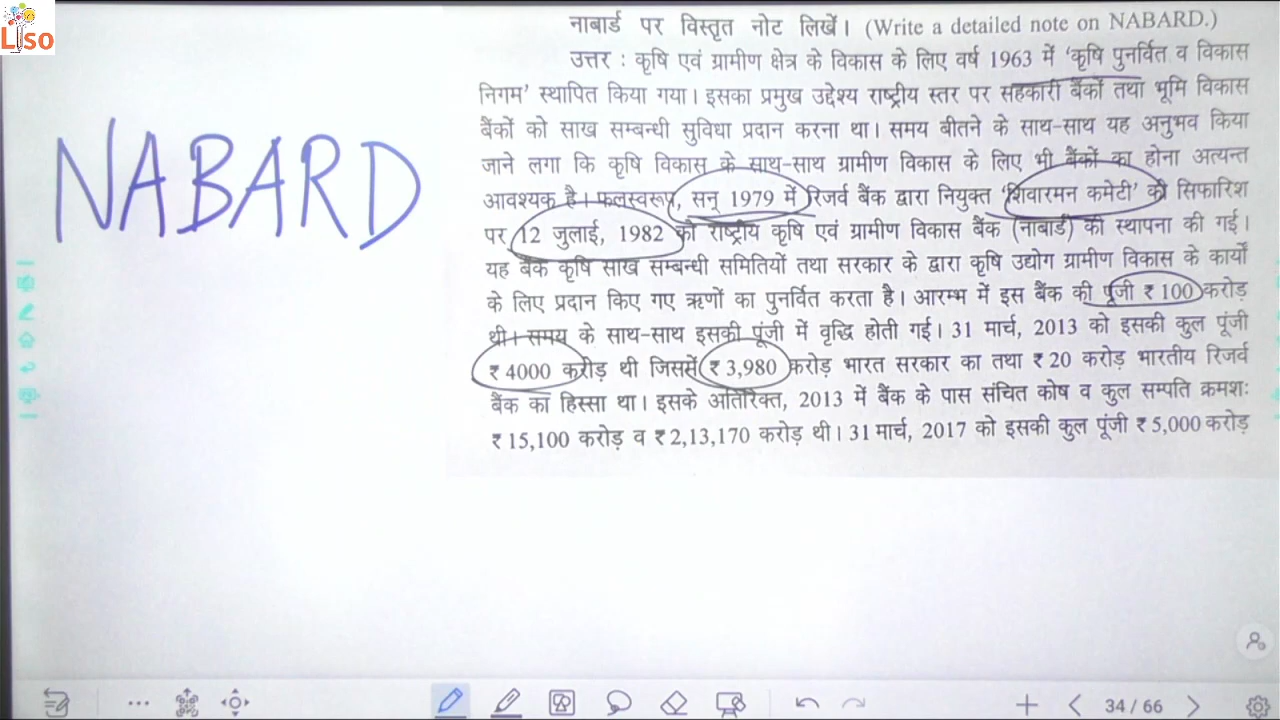 Liso
NABARD
नाबार्ड पर विस्तृत नोट लिखें। (Write a detailed note on NABARD.)
उत्तर : कृषि एवं ग्रामीण क्षेत्र के विकास के लिए वर्ष 1963 में ‘कृषि पुनर्वित व विकास
निगम’ स्थापित किया गया। इसका प्रमुख उद्देश्य राष्ट्रीय स्तर पर सहकारी बैंकों तथा भूमि विकास
बैंकों को साख सम्बन्धी सुविधा प्रदान करना था। समय बीतने के साथ-साथ यह अनुभव किया
जाने लगा कि कृषि विकास के साथ-साथ ग्रामीण विकास के लिए भी बैंकों का होना अत्यन्त
आवश्यक है। फलस्वरूप, सन् 1979 में रिजर्व बैंक द्वारा नियुक्त ‘शिवारमन कमेटी’ की सिफारिश
पर 12 जुलाई, 1982 को राष्ट्रीय कृषि एवं ग्रामीण विकास बैंक (नाबार्ड) की स्थापना की गई।
यह बैंक कृषि साख सम्बन्धी समितियों तथा सरकार के द्वारा कृषि उद्योग ग्रामीण विकास के कार्यों
के लिए प्रदान किए गए ऋणों का पुनर्वित करता है। आरम्भ में इस बैंक की पूंजी ₹ 100 करोड़
थी। समय के साथ-साथ इसकी पूंजी में वृद्धि होती गई। 31 मार्च, 2013 को इसकी कुल पूंजी
₹ 4000 करोड़ थी जिसमें ₹ 3,980 करोड़ भारत सरकार का तथा ₹ 20 करोड़ भारतीय रिजर्व
बैंक का हिस्सा था। इसके अतिरिक्त, 2013 में बैंक के पास संचित कोष व कुल सम्पति क्रमशः
₹ 15,100 करोड़ व ₹ 2,13,170 करोड़ थी। 31 मार्च, 2017 को इसकी कुल पूंजी ₹ 5,000 करोड़
34 / 66